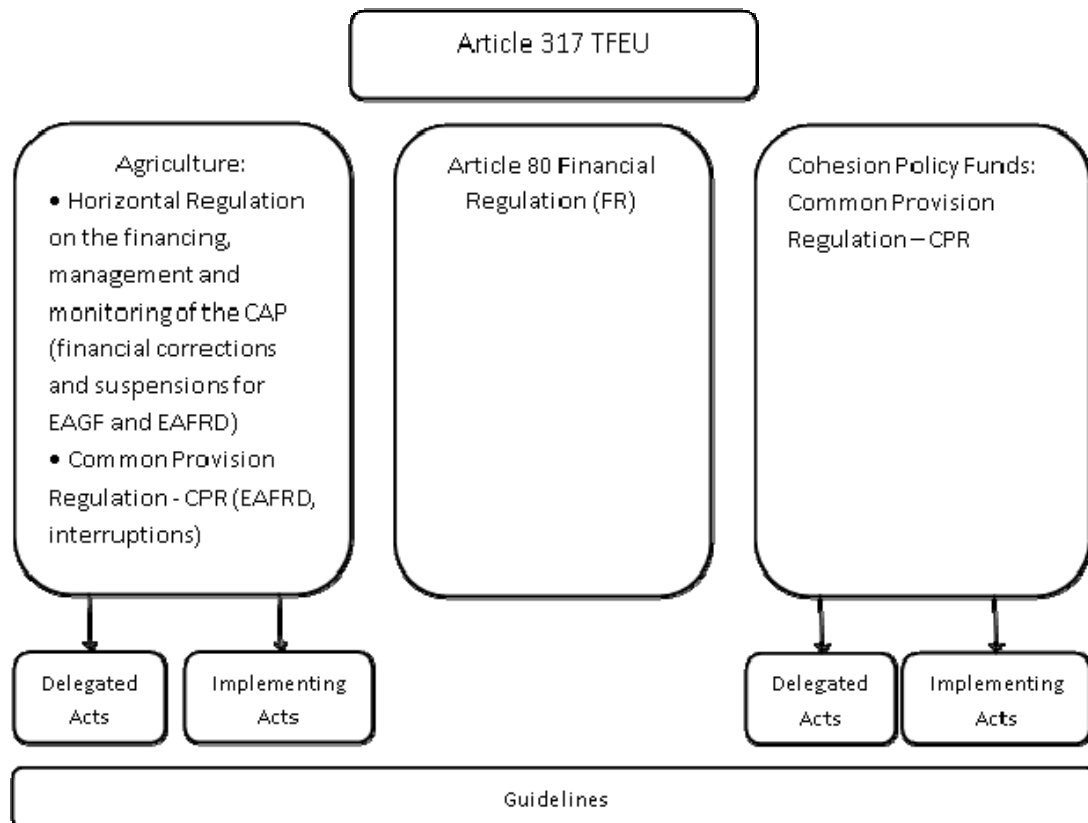 Article 317 TFEU
Agriculture:
• Horizontal Regulation
on the financing,
management and
monitoring of the CAP
(financial corrections
and suspensions for
EAGF and EAFRD)
• Common Provision
Regulation - CPR (EAFRD,
interruptions)
Article 80 Financial
Regulation (FR)
Cohesion Policy Funds:
Common Provision
Regulation – CPR
Delegated
Acts
Implementing
Acts
Delegated
Acts
Implementing
Acts
Guidelines